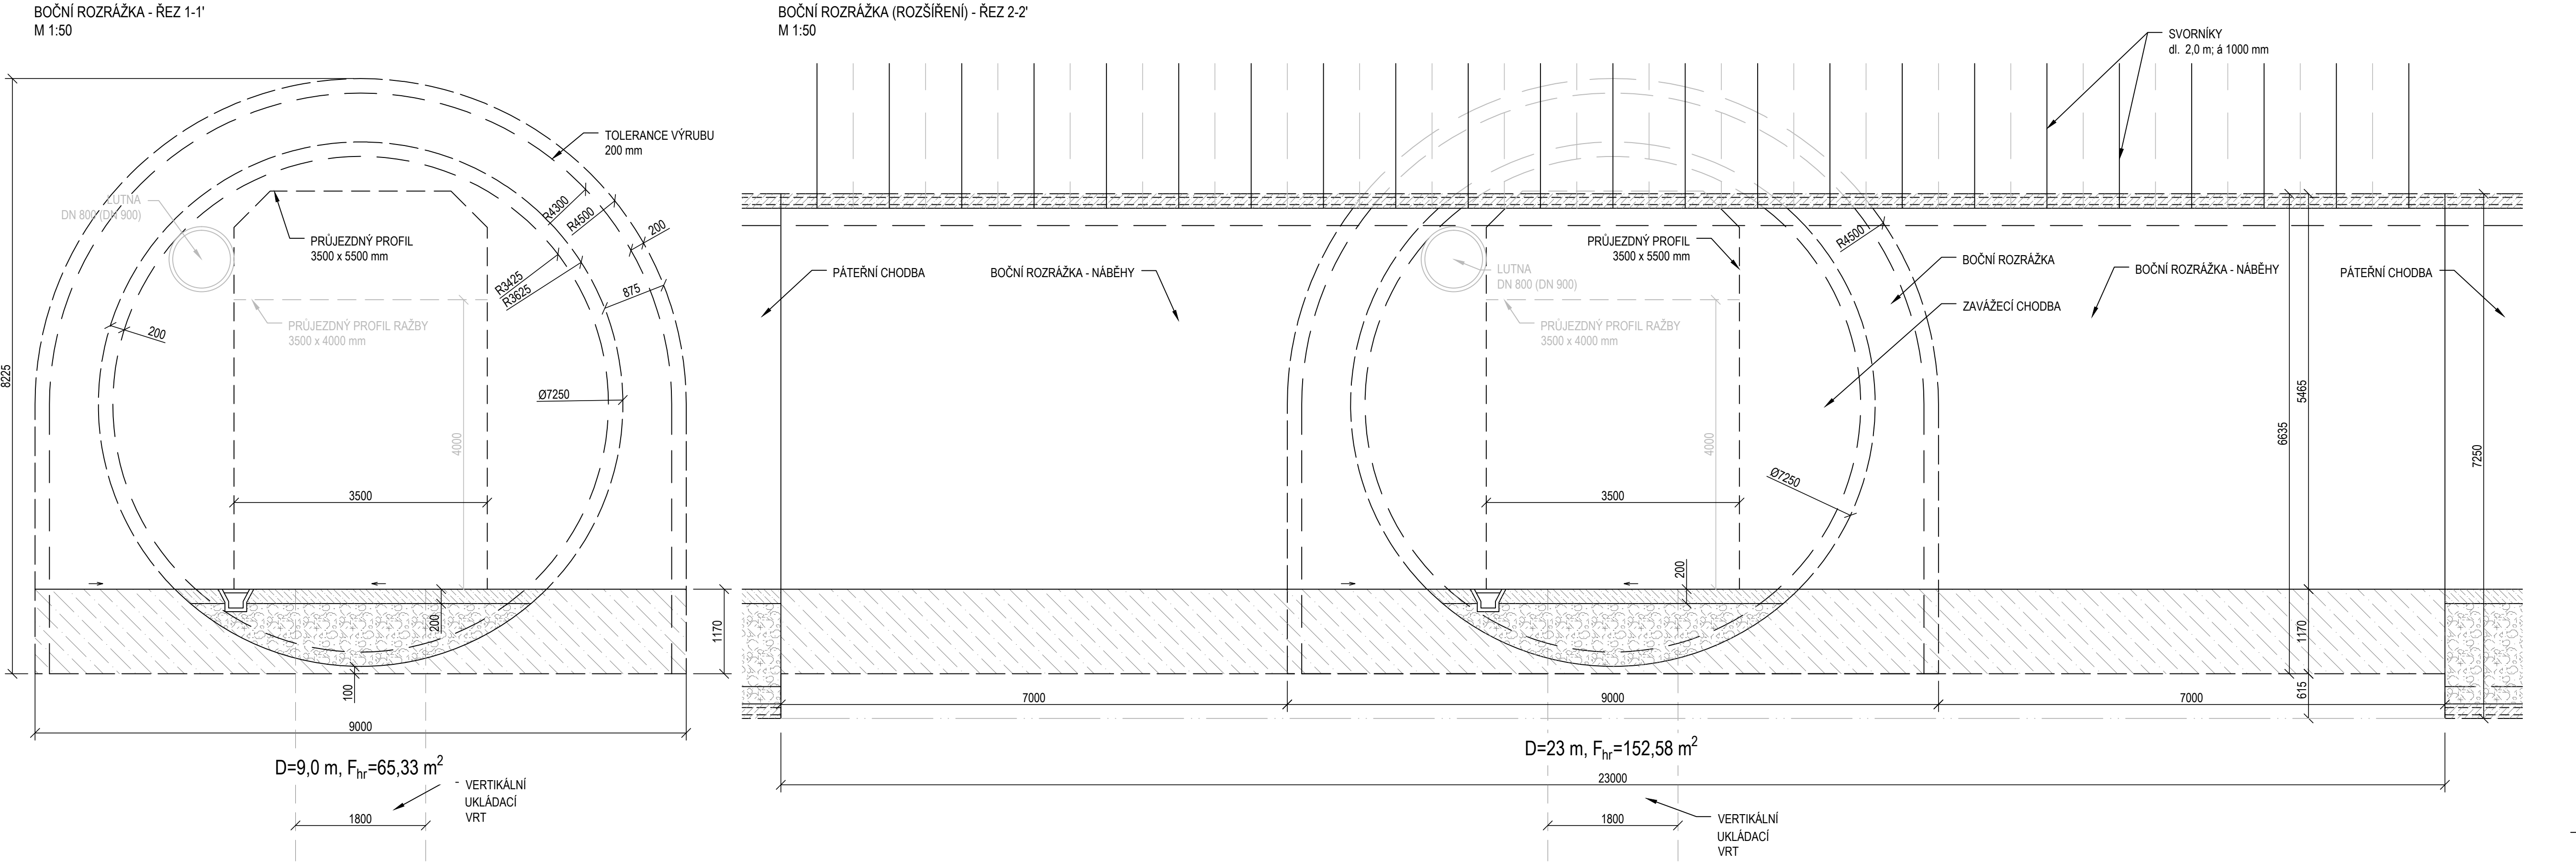 BOČNÍ ROZRÁŽKA - ŘEZ 1-1'
M 1:50
8225
TOLERANCE VÝRUBU
200 mm
LUTNA
DN 800 (DN 900)
PRŮJEZDNÝ PROFIL
3500 x 5500 mm
R4300
R4500
200
R3425
R3625
875
200
PRŮJEZDNÝ PROFIL RAŽBY
3500 x 4000 mm
Ø7250
4000
3500
200
1170
100
9000
D=9,0 m, Fhr=65,33 m2
VERTIKÁLNÍ
UKLÁDACÍ
VRT
1800
BOČNÍ ROZRÁŽKA (ROZŠÍŘENÍ) - ŘEZ 2-2'
M 1:50
SVORNÍKY
dl. 2,0 m; á 1000 mm
PÁTEŘNÍ CHODBA
BOČNÍ ROZRÁŽKA - NÁBĚHY
PRŮJEZDNÝ PROFIL
3500 x 5500 mm
LUTNA
DN 800 (DN 900)
PRŮJEZDNÝ PROFIL RAŽBY
3500 x 4000 mm
R4500
BOČNÍ ROZRÁŽKA
ZAVÁŽECÍ CHODBA
BOČNÍ ROZRÁŽKA - NÁBĚHY
PÁTEŘNÍ CHODBA
5465
6635
7250
4000
Ø7250
3500
200
1170
615
7000
9000
7000
D=23 m, Fhr=152,58 m2
23000
1800
VERTIKÁLNÍ
UKLÁDACÍ
VRT